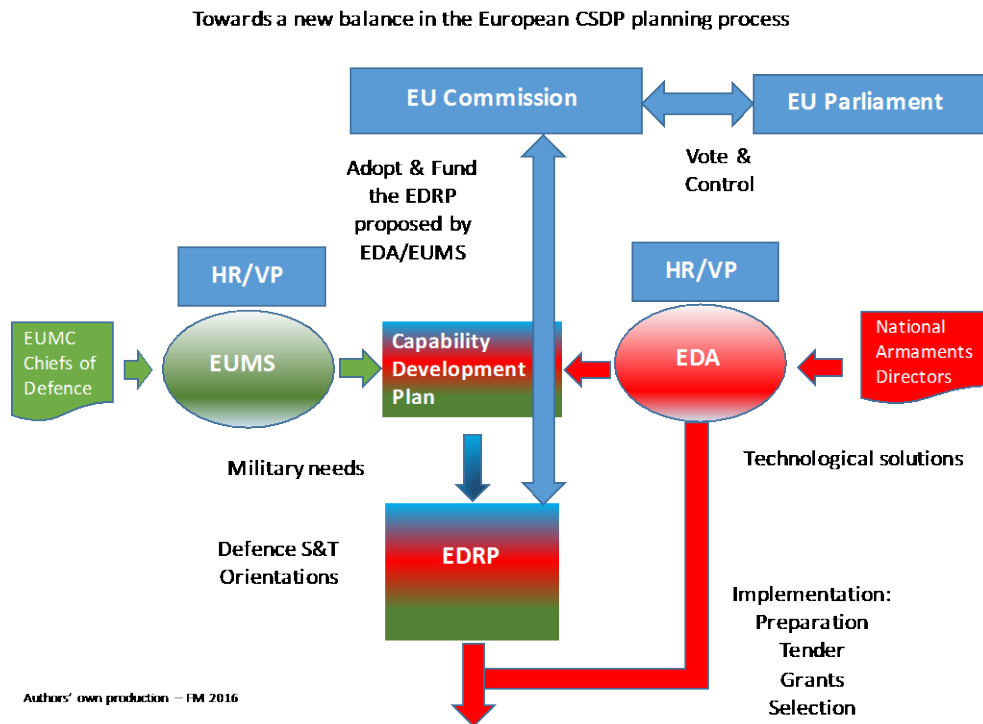 Towards a new balance in the European CSDP planning process
EU Commission
EU Parliament
Adopt & Fund
the EDRP
proposed by
EDA/EUMS
Vote &
Control
HR/VP
HR/VP
EUMC
Chiefs of
Defence
EUMS
Capability
Development
Plan
EDA
National
Armaments
Directors
Military needs
Technological solutions
Defence S&T
Orientations
EDRP
Implementation:
Preparation
Tender
Grants
Selection
Authors' own production – FM 2016